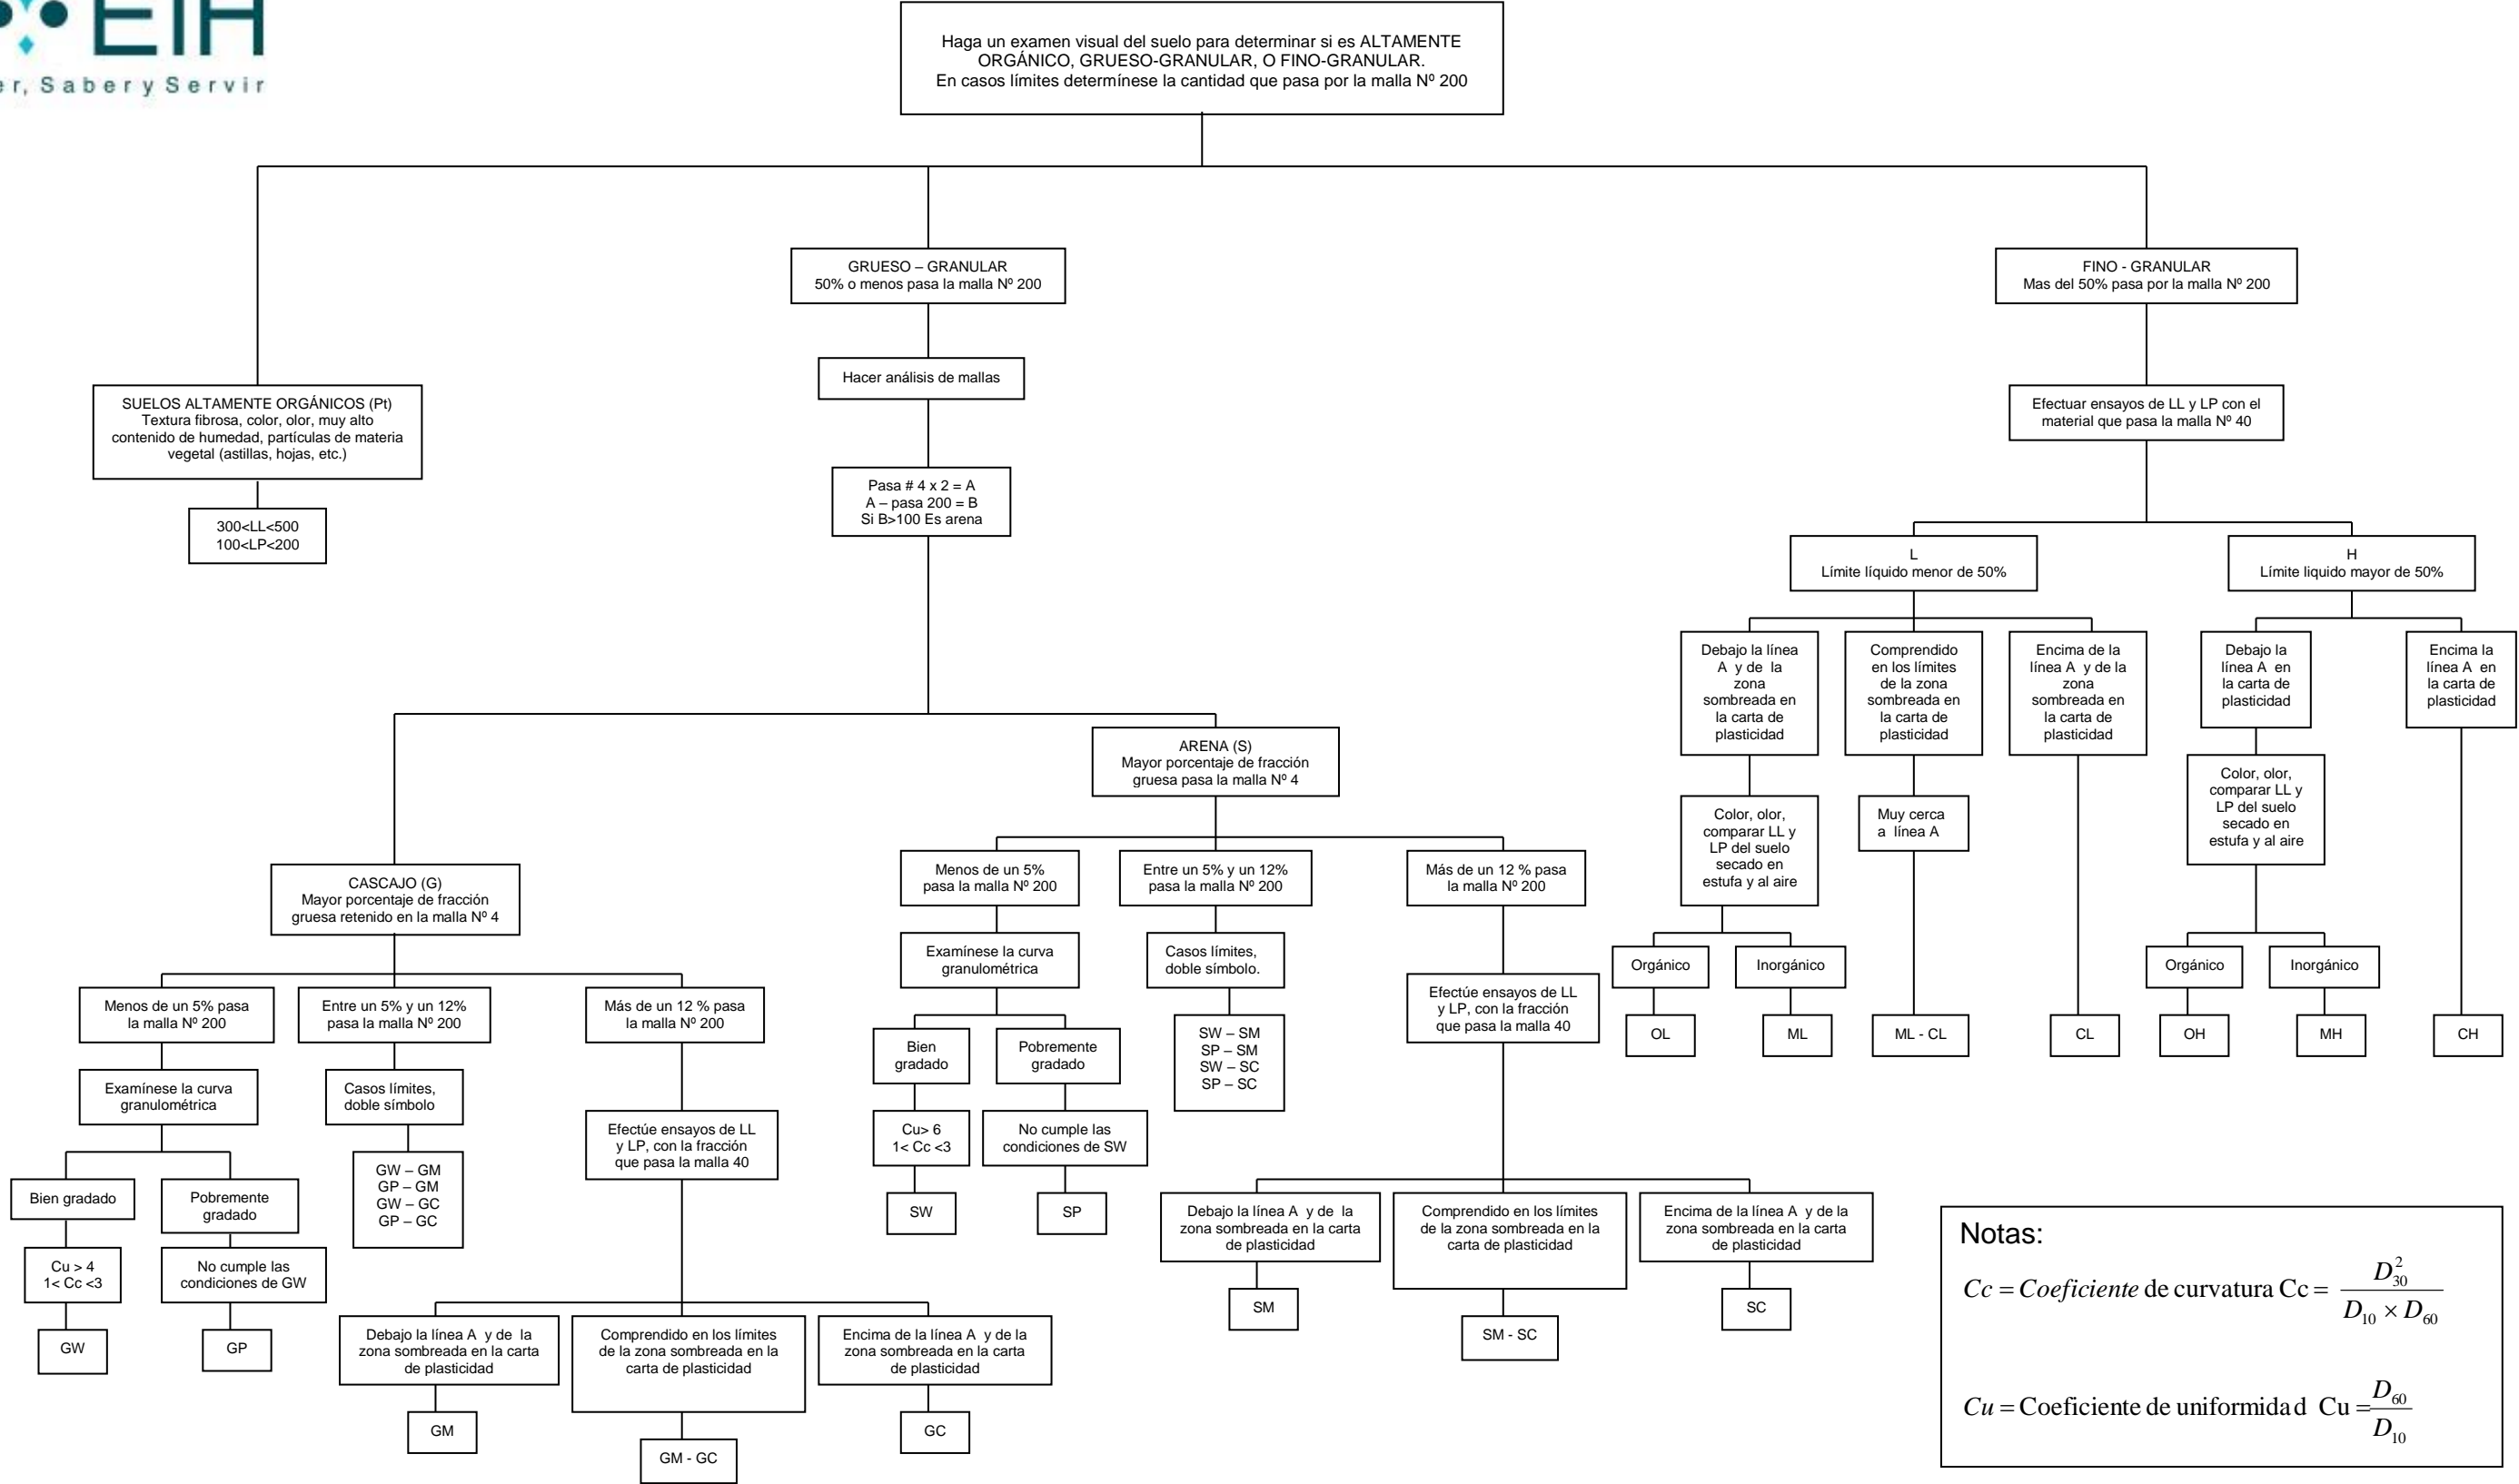 EIA
er, Saber y Servir
Haga un examen visual del suelo para determinar si es ALTAMENTE
ORGÁNICO, GRUESO-GRANULAR, O FINO-GRANULAR.
En casos límites determínese la cantidad que pasa por la malla Nº 200
SUELOS ALTAMENTE ORGÁNICOS (Pt)
Textura fibrosa, color, olor, muy alto
contenido de humedad, partículas de materia
vegetal (astillas, hojas, etc.)
300<LL<500
100<LP<200
GRUESO – GRANULAR
50% o menos pasa la malla Nº 200
Hacer análisis de mallas
Pasa # 4 x 2 = A
A – pasa 200 = B
Si B>100 Es arena
CASCAJO (G)
Mayor porcentaje de fracción
gruesa retenido en la malla Nº 4
Menos de un 5% pasa
la malla Nº 200
Examínese la curva
granulométrica
Bien gradado
Cu > 4
1< Cc <3
GW
Pobremente
gradado
No cumple las
condiciones de GW
GP
Entre un 5% y un 12%
pasa la malla Nº 200
Casos límites,
doble símbolo
GW – GM
GP – GM
GW – GC
GP – GC
Más de un 12 % pasa
la malla Nº 200
Efectúe ensayos de LL
y LP, con la fracción
que pasa la malla 40
Debajo la línea A y de la
zona sombreada en la carta
de plasticidad
GM
Comprendido en los límites
de la zona sombreada en la
carta de plasticidad
GM - GC
Encima de la línea A y de la
zona sombreada en la carta
de plasticidad
GC
ARENA (S)
Mayor porcentaje de fracción
gruesa pasa la malla Nº 4
Menos de un 5%
pasa la malla Nº 200
Examínese la curva
granulométrica
Bien
gradado
Cu> 6
1< Cc <3
SW
Pobremente
gradado
No cumple las
condiciones de SW
SP
Entre un 5% y un 12%
pasa la malla Nº 200
Casos límites,
doble símbolo.
SW – SM
SP – SM
SW – SC
SP – SC
Más de un 12 % pasa
la malla Nº 200
Efectúe ensayos de LL
y LP, con la fracción
que pasa la malla 40
Debajo la línea A y de la
zona sombreada en la carta
de plasticidad
SM
Comprendido en los límites
de la zona sombreada en la
carta de plasticidad
SM - SC
Encima de la línea A y de la
zona sombreada en la carta
de plasticidad
SC
FINO - GRANULAR
Mas del 50% pasa por la malla Nº 200
Efectuar ensayos de LL y LP con el
material que pasa la malla Nº 40
L
Límite líquido menor de 50%
Debajo la línea
A y de la
zona
sombreada en
la carta de
plasticidad
Color, olor,
comparar LL y
LP del suelo
secado en
estufa y al aire
Orgánico
OL
Inorgánico
ML
Comprendido
en los límites
de la zona
sombreada en
la carta de
plasticidad
Muy cerca
a línea A
ML - CL
Encima de la
línea A y de la
zona
sombreada en
la carta de
plasticidad
CL
H
Límite liquido mayor de 50%
Debajo la
línea A en
la carta de
plasticidad
Color, olor,
comparar LL y
LP del suelo
secado en
estufa y al aire
Orgánico
OH
Inorgánico
MH
Encima la
línea A en
la carta de
plasticidad
CH
Notas:
Cc = Coeficiente de curvatura Cc = D²30 / D10 × D60
Cu = Coeficiente de uniformidad Cu = D60 / D10